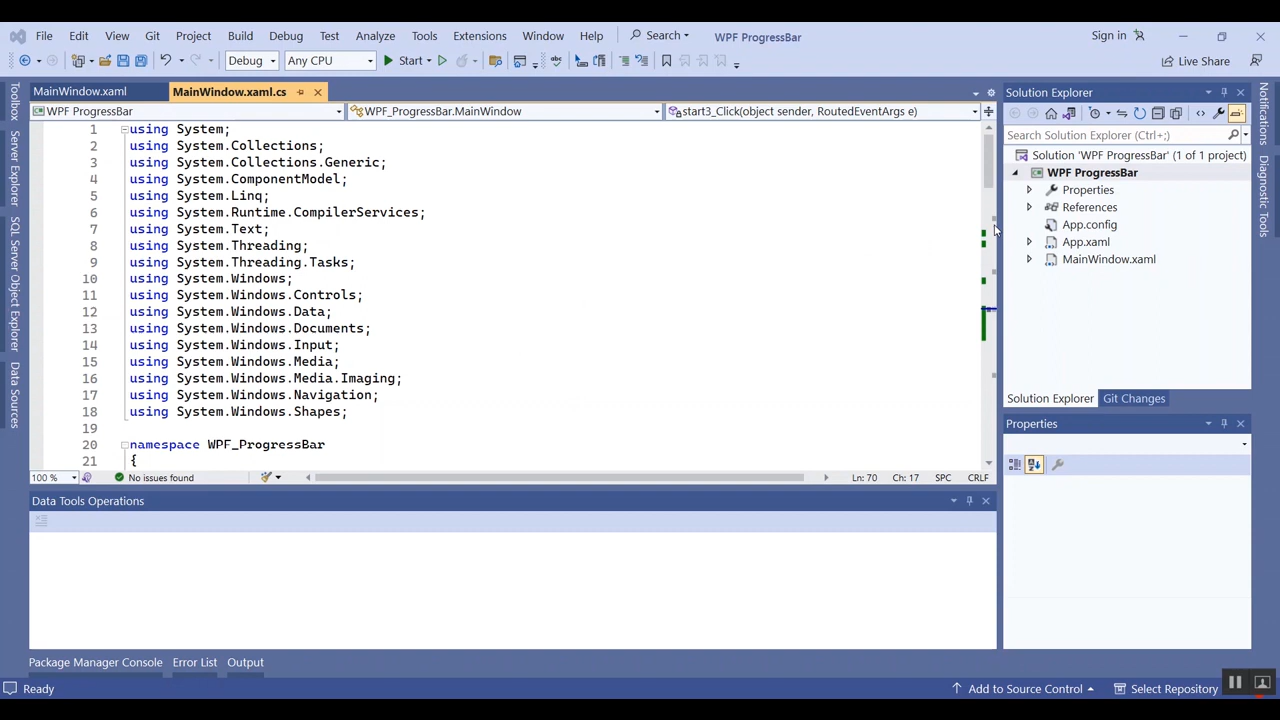 File Edit View Git Project Build Debug Test Analyze Tools Extensions Window Help Search WPF ProgressBar Sign in
Debug Any CPU Start Live Share
MainWindow.xaml MainWindow.xaml.cs
WPF ProgressBar WPF_ProgressBar.MainWindow start3_Click(object sender, RoutedEventArgs e)
1 using System;
2 using System.Collections;
3 using System.Collections.Generic;
4 using System.ComponentModel;
5 using System.Linq;
6 using System.Runtime.CompilerServices;
7 using System.Text;
8 using System.Threading;
9 using System.Threading.Tasks;
10 using System.Windows;
11 using System.Windows.Controls;
12 using System.Windows.Data;
13 using System.Windows.Documents;
14 using System.Windows.Input;
15 using System.Windows.Media;
16 using System.Windows.Media.Imaging;
17 using System.Windows.Navigation;
18 using System.Windows.Shapes;
19
20 namespace WPF_ProgressBar
21 {
100 % No issues found Ln: 70 Ch: 17 SPC CRLF
Data Tools Operations
Package Manager Console Error List Output
Ready Add to Source Control Select Repository
Toolbox
Server Explorer
SQL Server Object Explorer
Data Sources
Solution Explorer
Search Solution Explorer (Ctrl+;)
Solution 'WPF ProgressBar' (1 of 1 project)
WPF ProgressBar
Properties
References
App.config
App.xaml
MainWindow.xaml
Solution Explorer Git Changes
Properties
Notifications
Diagnostic Tools